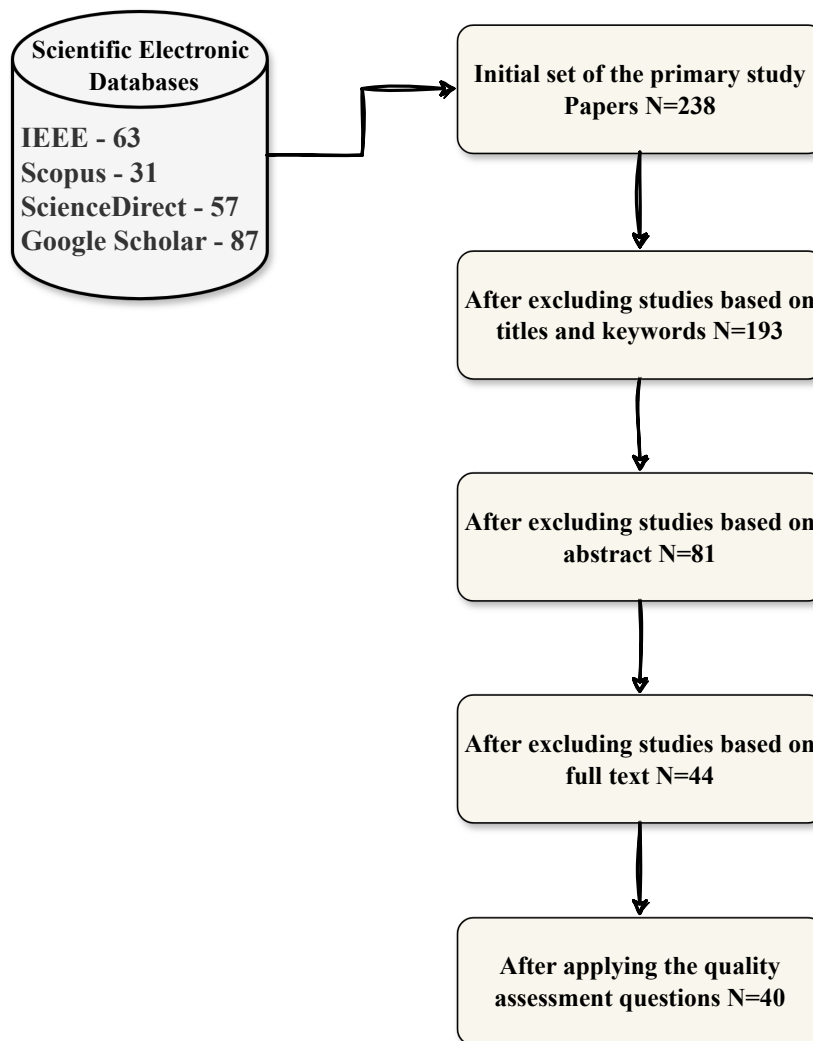 Scientific Electronic
Databases
IEEE - 63
Scopus - 31
ScienceDirect - 57
Google Scholar - 87
Initial set of the primary study
Papers N=238
After excluding studies based on
titles and keywords N=193
After excluding studies based on
abstract N=81
After excluding studies based on
full text N=44
After applying the quality
assessment questions N=40